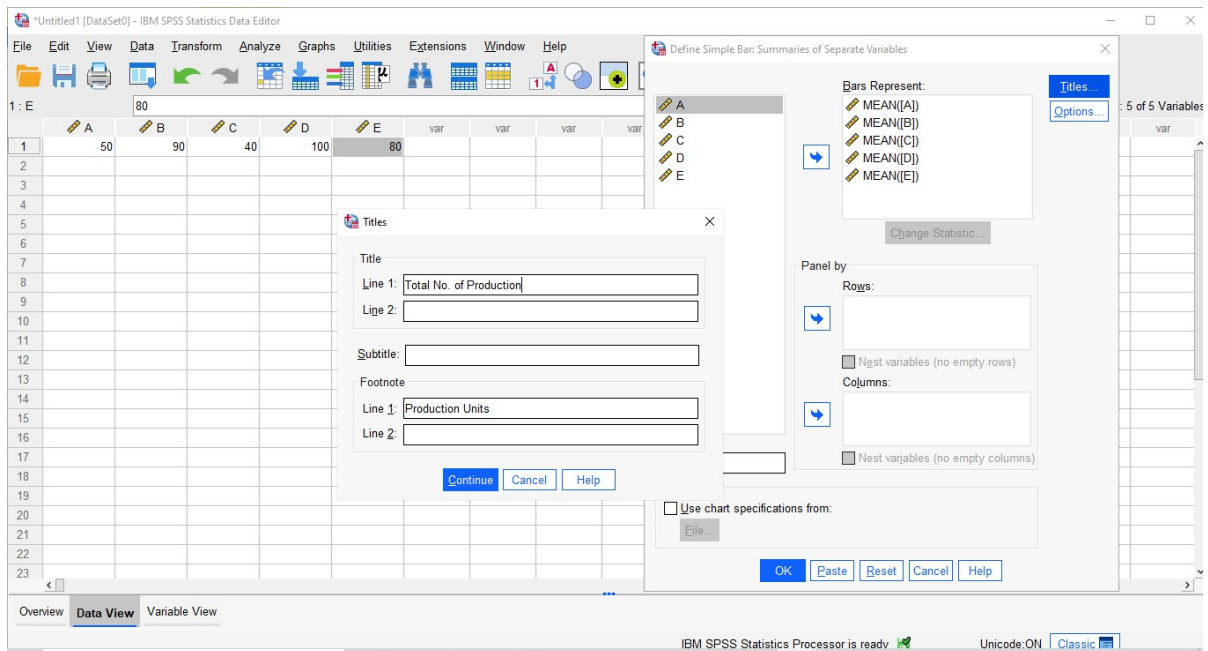 *Untitled1 [DataSet0] - IBM SPSS Statistics Data Editor
File Edit View Data Transform Analyze Graphs Utilities Extensions Window Help
1 : E 80
: 5 of 5 Variables
A B C D E var var var var var
1 50 90 40 100 80
2
3
4
5
6
7
8
9
10
11
12
13
14
15
16
17
18
19
20
21
22
23
Define Simple Bar: Summaries of Separate Variables
A
B
C
D
E
Bars Represent:
MEAN([A])
MEAN([B])
MEAN([C])
MEAN([D])
MEAN([E])
Change Statistic...
Titles...
Options...
Panel by
Rows:
Nest variables (no empty rows)
Columns:
Nest variables (no empty columns)
Use chart specifications from:
File...
OK Paste Reset Cancel Help
Titles
Title
Line 1: Total No. of Production
Line 2:
Subtitle:
Footnote
Line 1: Production Units
Line 2:
Continue Cancel Help
Overview Data View Variable View
IBM SPSS Statistics Processor is ready Unicode:ON Classic